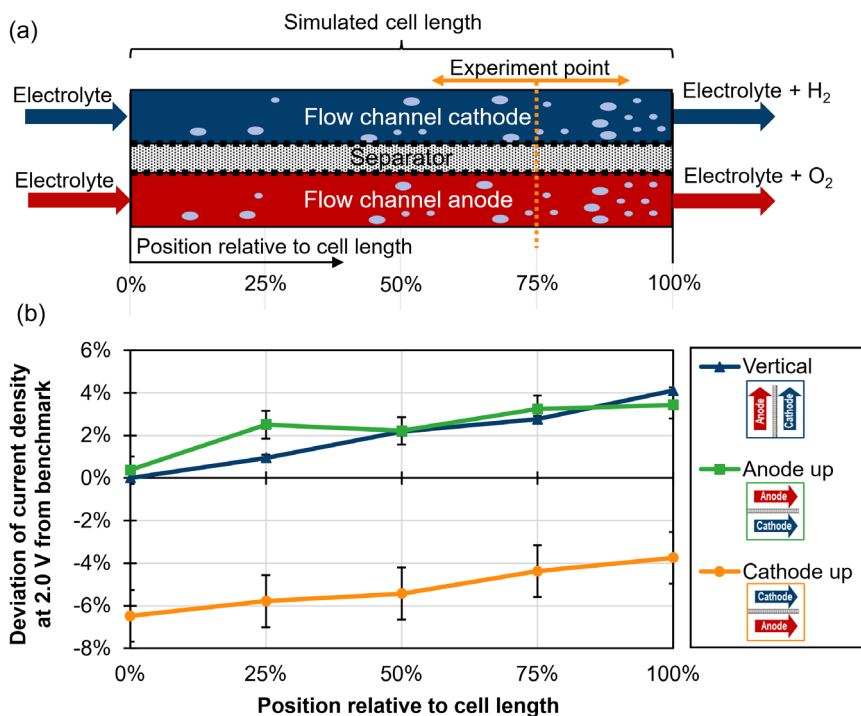 (a)
Simulated cell length
Experiment point
Electrolyte
Electrolyte + H₂
Flow channel cathode
Separator
Electrolyte
Electrolyte + O₂
Flow channel anode
Position relative to cell length
0% 25% 50% 75% 100%
(b)
Deviation of current density
at 2.0 V from benchmark
6%
4%
2%
0%
-2%
-4%
-6%
-8%
0% 25% 50% 75% 100%
Position relative to cell length
Vertical
Anode
Cathode
Anode up
Anode
Cathode
Cathode up
Cathode
Anode